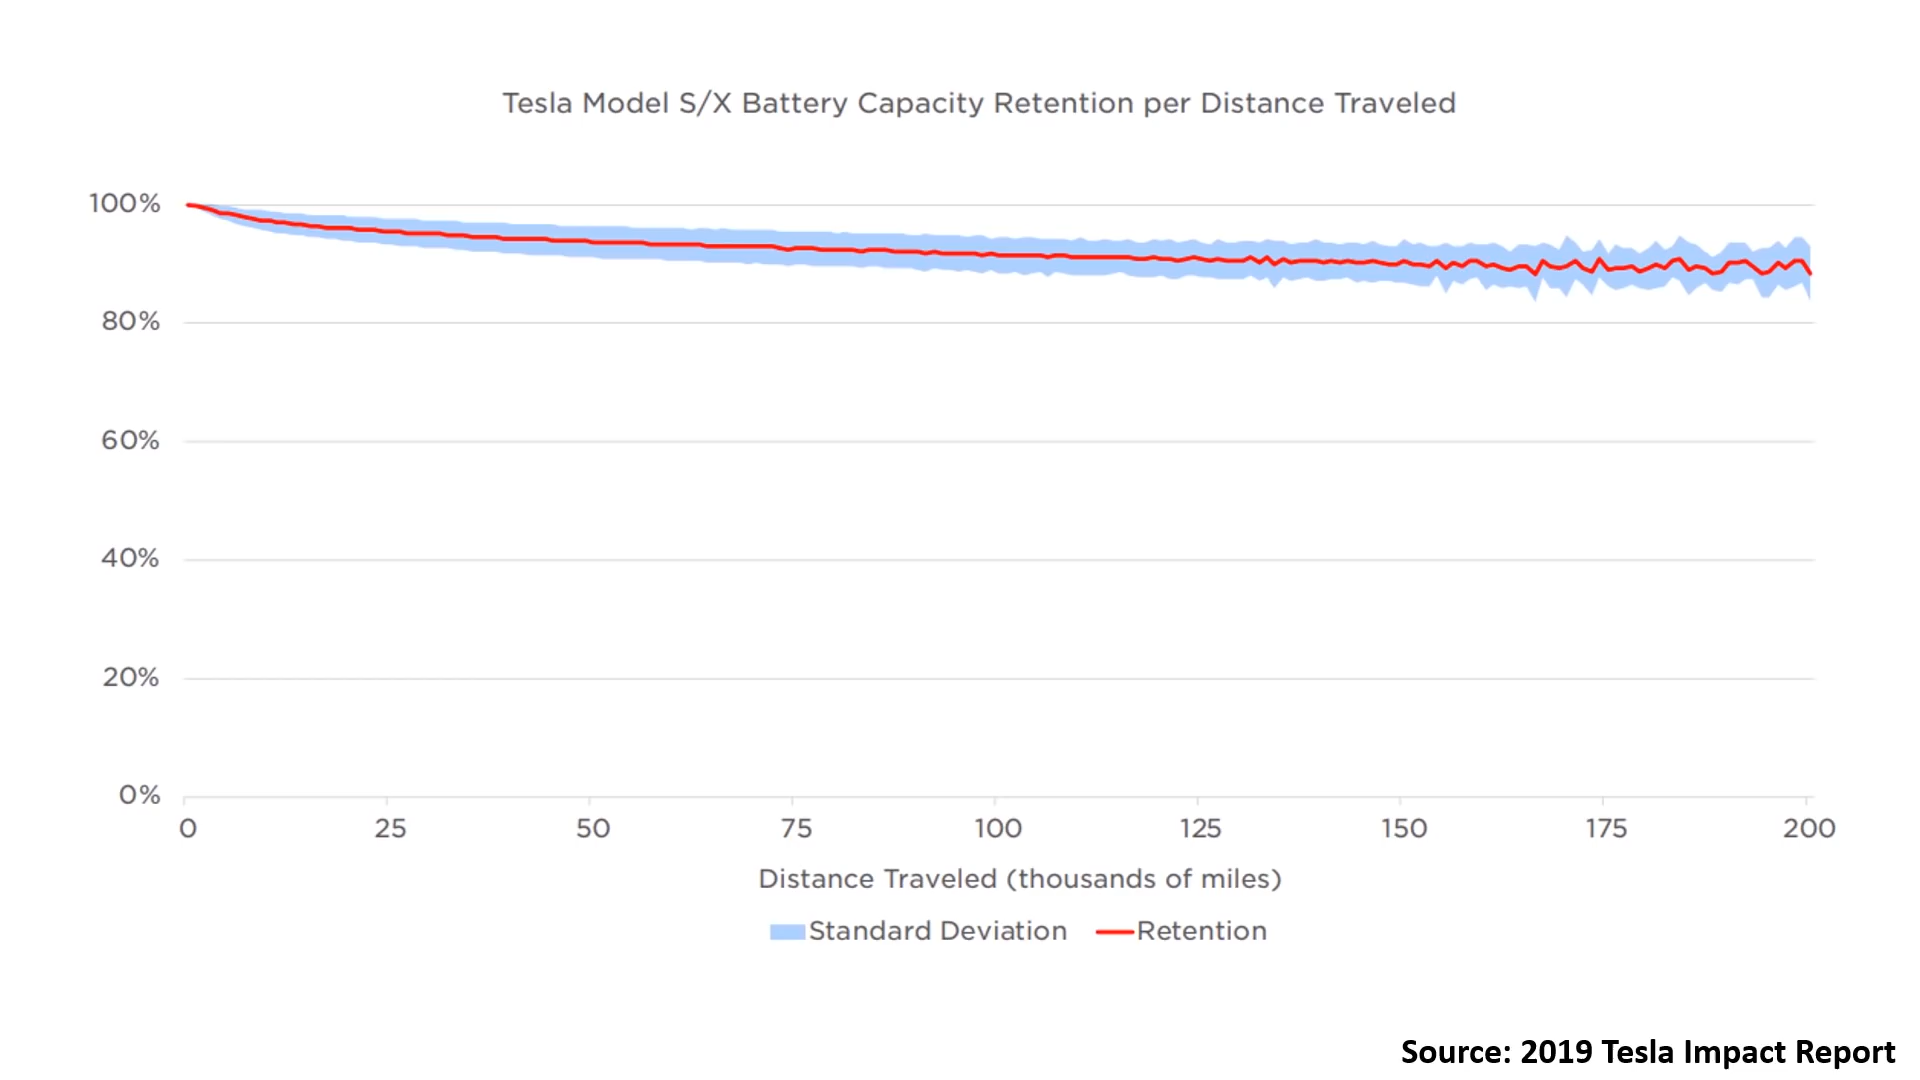 Tesla Model S/X Battery Capacity Retention per Distance Traveled
100%
80%
60%
40%
20%
0%
0 25 50 75 100 125 150 175 200
Distance Traveled (thousands of miles)
Standard Deviation Retention
Source: 2019 Tesla Impact Report